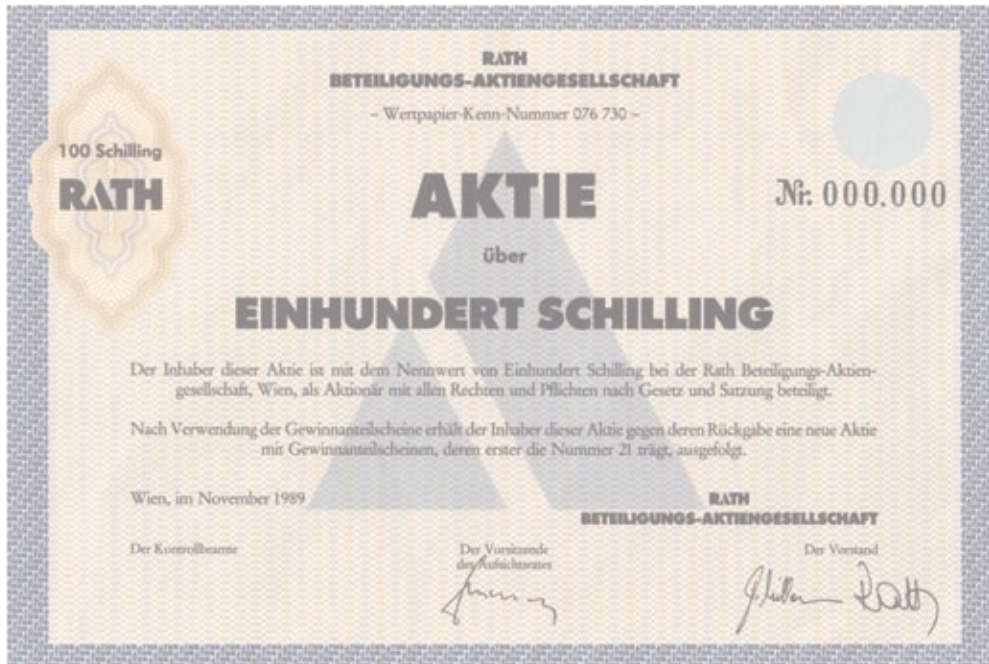 RATH
BETEILIGUNGS-AKTIENGESELLSCHAFT
– Wertpapier-Kenn-Nummer 076 730 –
100 Schilling
RATH
AKTIE
Nr. 000.000
über
EINHUNDERT SCHILLING
Der Inhaber dieser Aktie ist mit dem Nennwert von Einhundert Schilling bei der Rath Beteiligungs-Aktien-
gesellschaft, Wien, als Aktionär mit allen Rechten und Pflichten nach Gesetz und Satzung beteiligt.
Nach Verwendung der Gewinnanteilscheine erhält der Inhaber dieser Aktie gegen deren Rückgabe eine neue Aktie
mit Gewinnanteilscheinen, deren erster die Nummer 21 trägt, ausgefolgt.
Wien, im November 1989
RATH
BETEILIGUNGS-AKTIENGESELLSCHAFT
Der Kontrollbeamte
Der Vorsitzende
des Aufsichtsrates
Der Vorstand
Rath